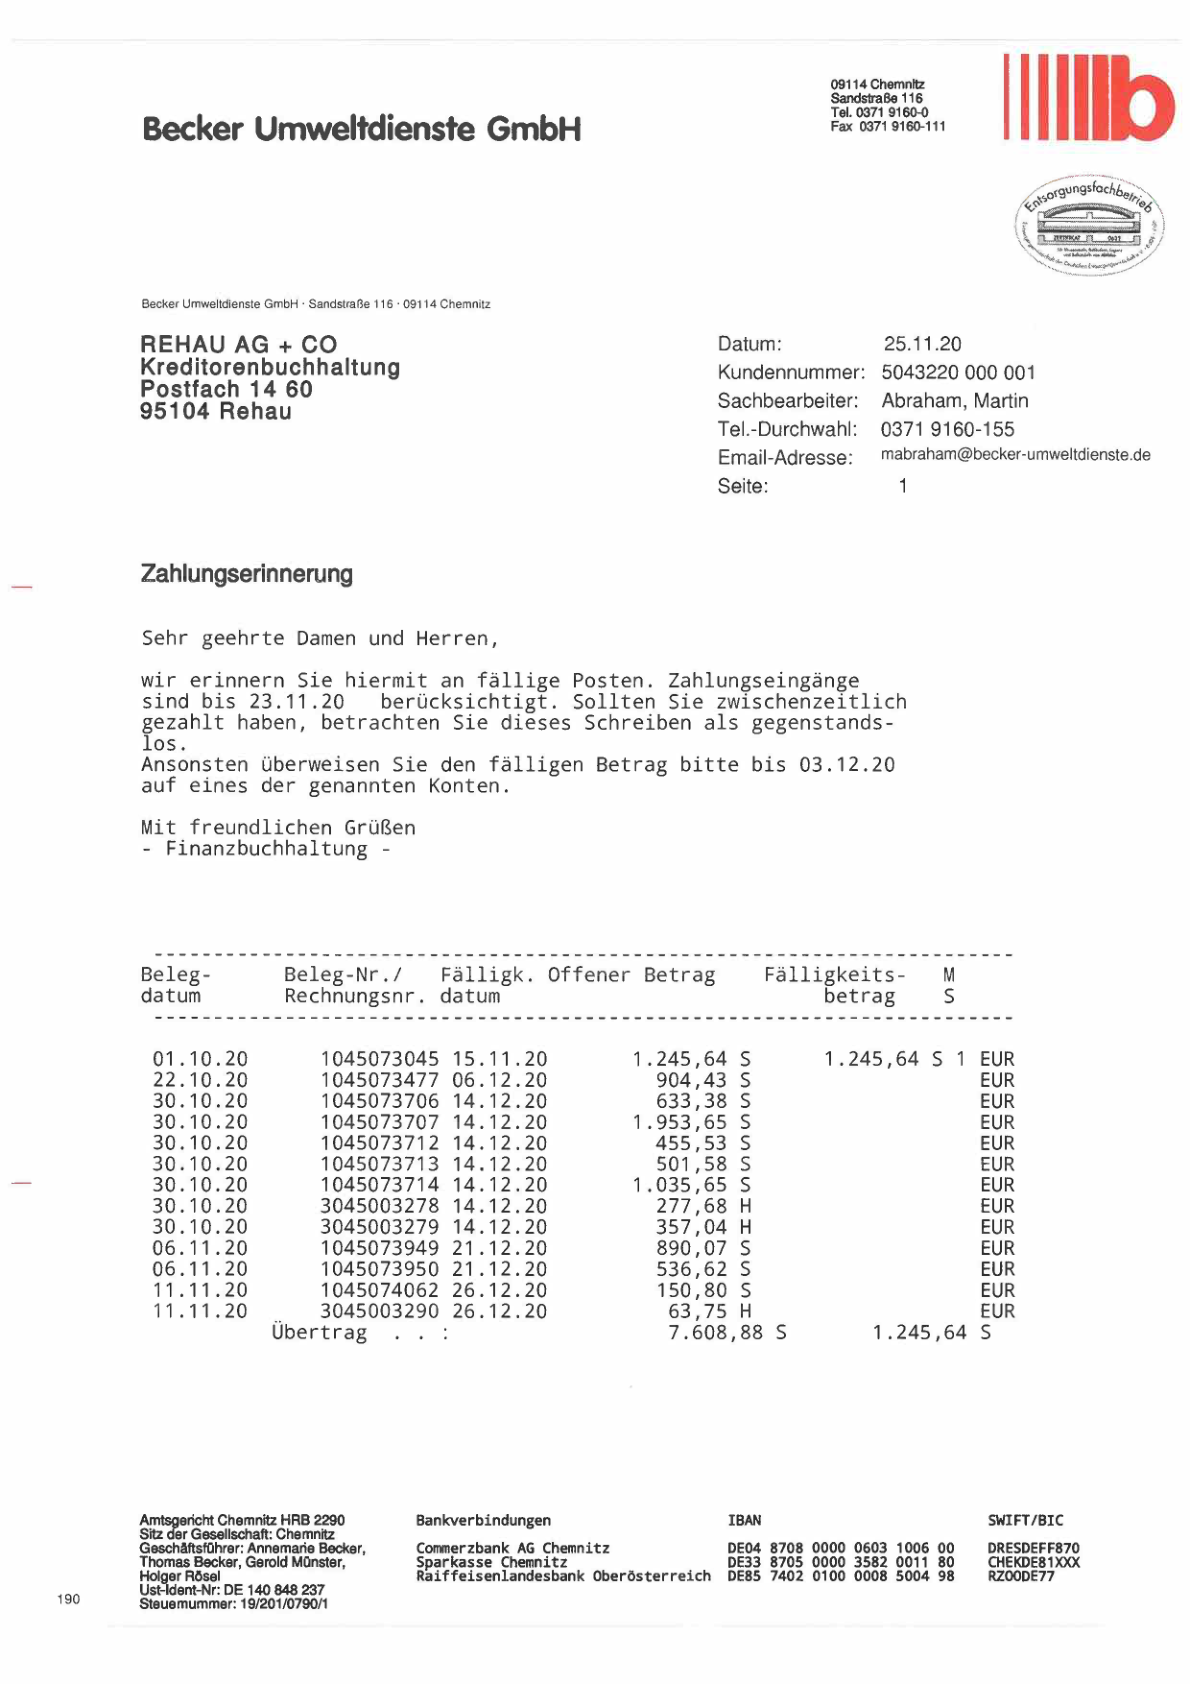 09114 Chemnitz
Sandstraße 116
Tel. 0371 9160-0
Fax 0371 9160-111
Becker Umweltdienste GmbH
b
Entsorgungsfachbetrieb
ZERTIFIKAT 0623
Becker Umweltdienste GmbH · Sandstraße 116 · 09114 Chemnitz
REHAU AG + CO
Kreditorenbuchhaltung
Postfach 14 60
95104 Rehau
Datum: 25.11.20
Kundennummer: 5043220 000 001
Sachbearbeiter: Abraham, Martin
Tel.-Durchwahl: 0371 9160-155
Email-Adresse: mabraham@becker-umweltdienste.de
Seite: 1
Zahlungserinnerung
Sehr geehrte Damen und Herren,
wir erinnern Sie hiermit an fällige Posten. Zahlungseingänge
sind bis 23.11.20 berücksichtigt. Sollten Sie zwischenzeitlich
gezahlt haben, betrachten Sie dieses Schreiben als gegenstands-
los.
Ansonsten überweisen Sie den fälligen Betrag bitte bis 03.12.20
auf eines der genannten Konten.
Mit freundlichen Grüßen
- Finanzbuchhaltung -
Beleg- Beleg-Nr./ Fälligk. Offener Betrag Fälligkeits- M
datum Rechnungsnr. datum betrag S
01.10.20 1045073045 15.11.20 1.245,64 S 1.245,64 S 1 EUR
22.10.20 1045073477 06.12.20 904,43 S EUR
30.10.20 1045073706 14.12.20 633,38 S EUR
30.10.20 1045073707 14.12.20 1.953,65 S EUR
30.10.20 1045073712 14.12.20 455,53 S EUR
30.10.20 1045073713 14.12.20 501,58 S EUR
30.10.20 1045073714 14.12.20 1.035,65 S EUR
30.10.20 3045003278 14.12.20 277,68 H EUR
30.10.20 3045003279 14.12.20 357,04 H EUR
06.11.20 1045073949 21.12.20 890,07 S EUR
06.11.20 1045073950 21.12.20 536,62 S EUR
11.11.20 1045074062 26.12.20 150,80 S EUR
11.11.20 3045003290 26.12.20 63,75 H EUR
Übertrag . . : 7.608,88 S 1.245,64 S
Amtsgericht Chemnitz HRB 2290
Sitz der Gesellschaft: Chemnitz
Geschäftsführer: Annemarie Becker,
Thomas Becker, Gerold Münster,
Holger Rösel
Ust-Ident-Nr: DE 140 848 237
Steuernummer: 19/201/0790/1
Bankverbindungen IBAN SWIFT/BIC
Commerzbank AG Chemnitz DE04 8708 0000 0603 1006 00 DRESDEFF870
Sparkasse Chemnitz DE33 8705 0000 3582 0011 80 CHEKDE81XXX
Raiffeisenlandesbank Oberösterreich DE85 7402 0100 0008 5004 98 RZOODE77
190